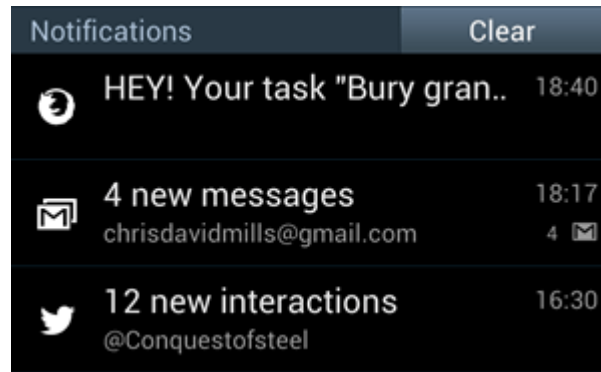 Notifications Clear
HEY! Your task "Bury gran.. 18:40
4 new messages 18:17
chrisdavidmills@gmail.com 4
12 new interactions 16:30
@Conquestofsteel